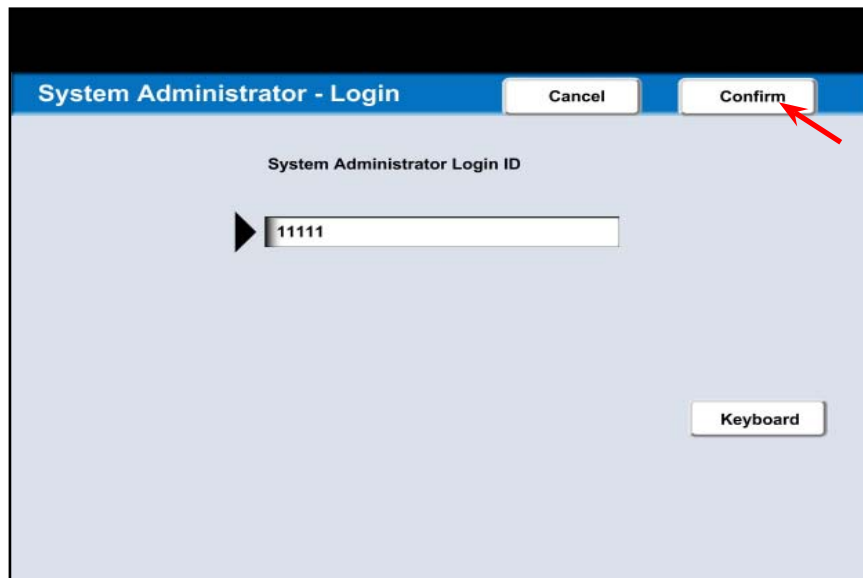 System Administrator - Login Cancel Confirm
System Administrator Login ID
11111
Keyboard